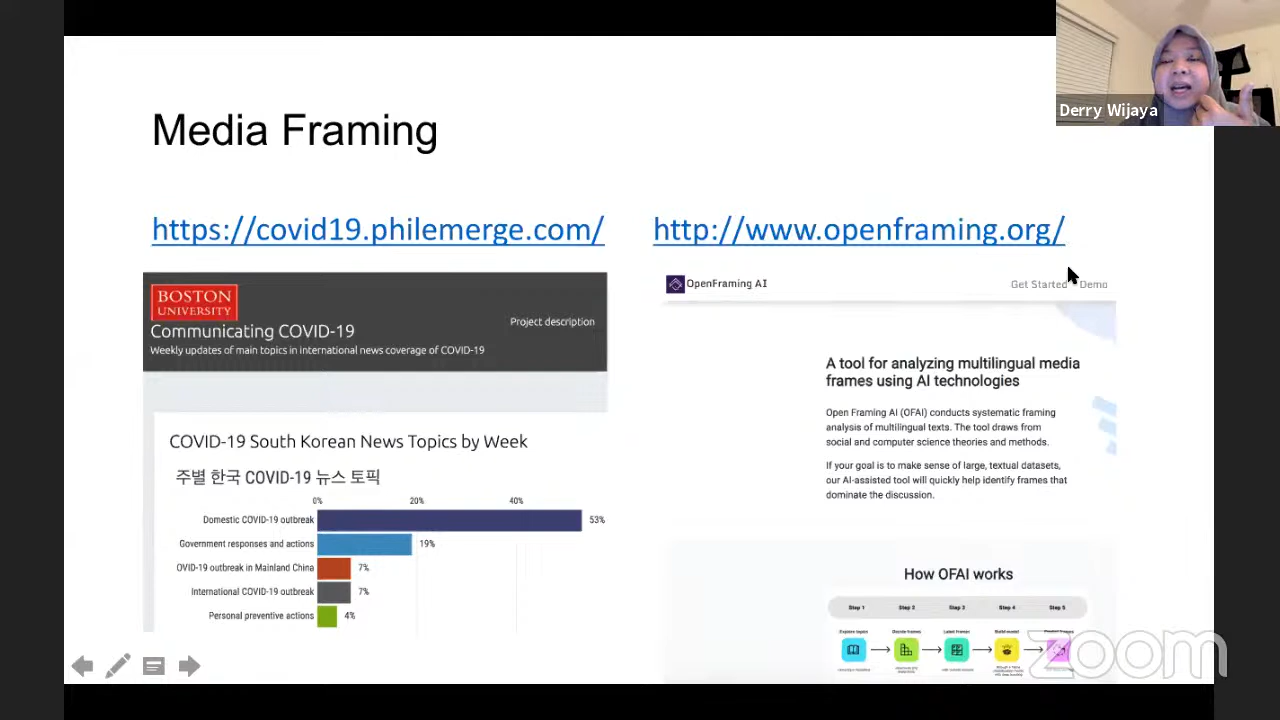 Derry Wijaya
Media Framing
https://covid19.philemerge.com/
BOSTON
UNIVERSITY
Communicating COVID-19
Weekly updates of main topics in international news coverage of COVID-19
Project description
COVID-19 South Korean News Topics by Week
주별 한국 COVID-19 뉴스 토픽
0% 20% 40%
Domestic COVID-19 outbreak 53%
Government responses and actions 19%
OVID-19 outbreak in Mainland China 7%
International COVID-19 outbreak 7%
Personal preventive actions 4%
http://www.openframing.org/
OpenFraming AI
Get Started Demo
A tool for analyzing multilingual media
frames using AI technologies
Open Framing AI (OFAI) conducts systematic framing
analysis of multilingual texts. The tool draws from
social and computer science theories and methods.
If your goal is to make sense of large, textual datasets,
our AI-assisted tool will quickly help identify frames that
dominate the discussion.
How OFAI works
Step 1 Step 2 Step 3 Step 4 Step 5
zoom